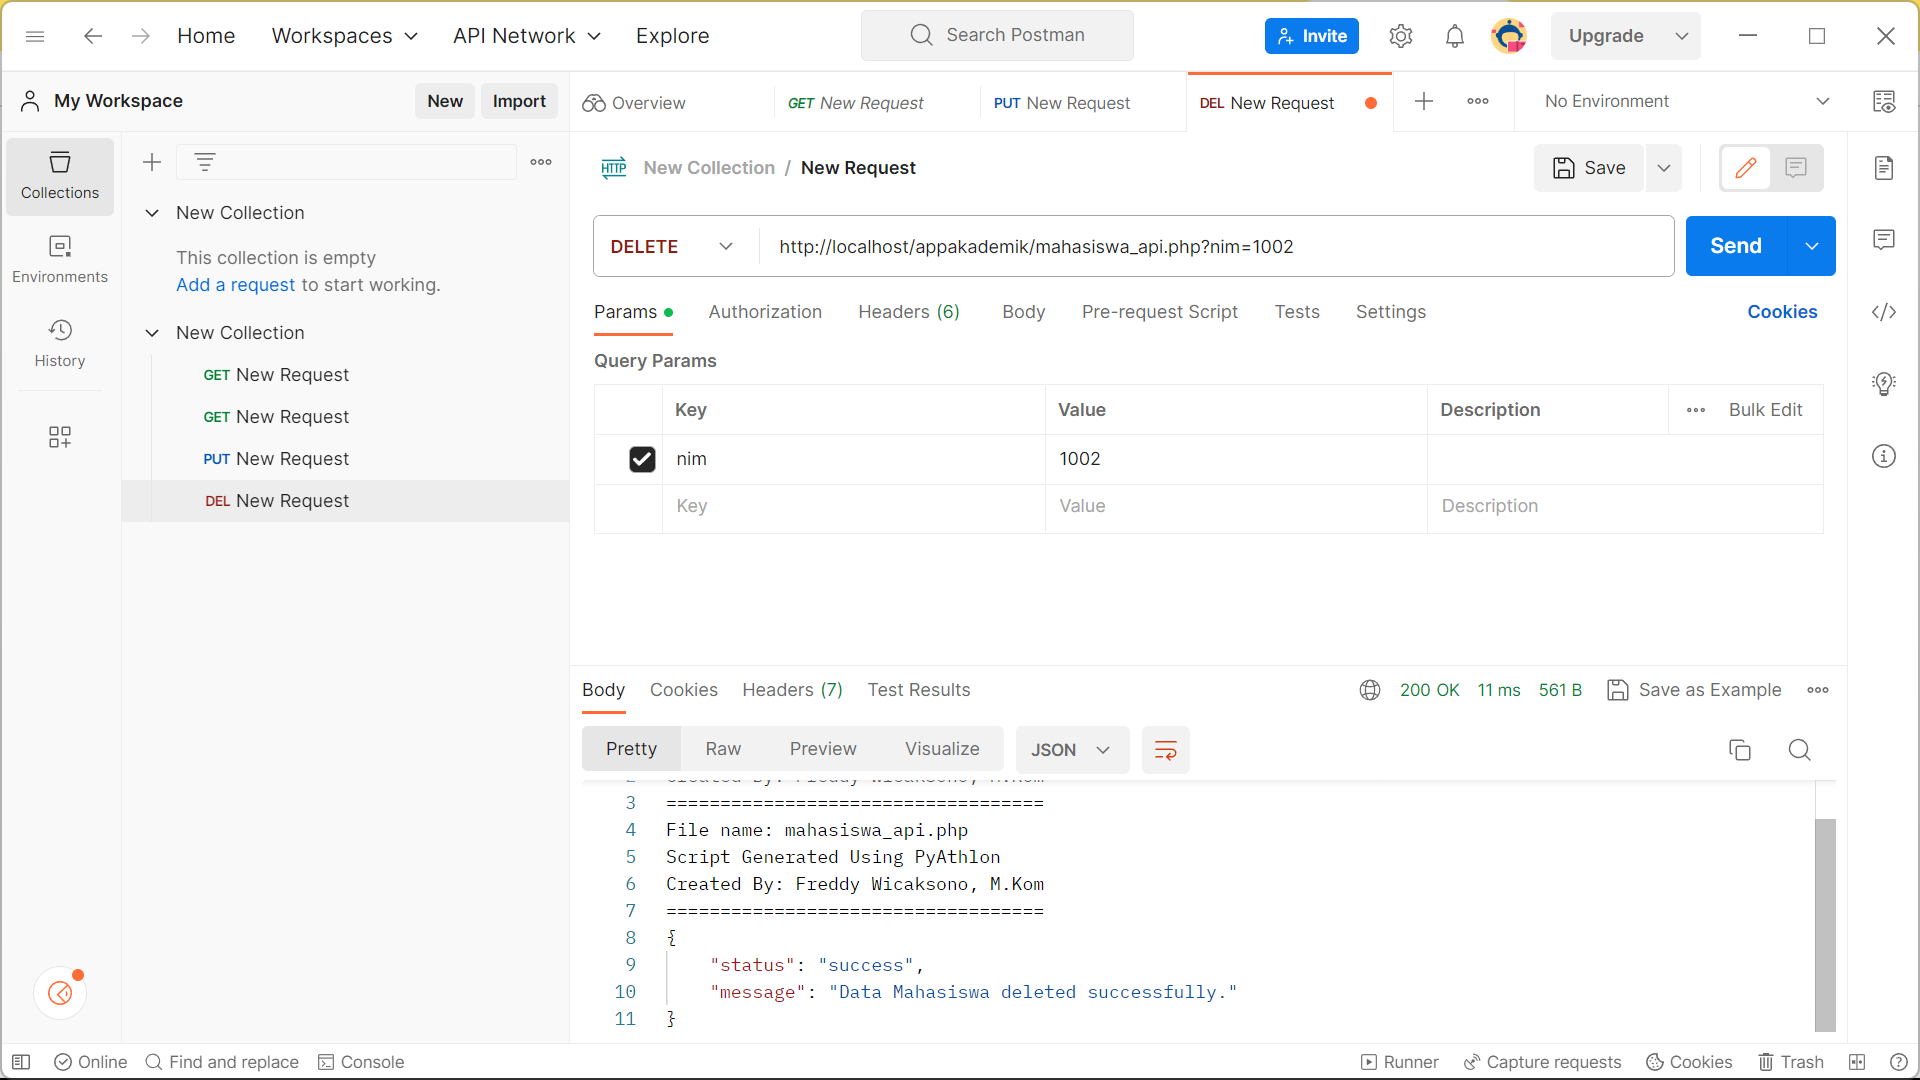 Home Workspaces API Network Explore Search Postman Invite Upgrade
My Workspace New Import Overview GET New Request PUT New Request DEL New Request No Environment
Collections
New Collection / New Request Save
New Collection
This collection is empty
Add a request to start working.
Environments
New Collection
History
GET New Request
GET New Request
PUT New Request
DEL New Request
DELETE http://localhost/appakademik/mahasiswa_api.php?nim=1002 Send
Params Authorization Headers (6) Body Pre-request Script Tests Settings Cookies
Query Params
Key Value Description Bulk Edit
nim 1002
Key Value Description
Body Cookies Headers (7) Test Results 200 OK 11 ms 561 B Save as Example
Pretty Raw Preview Visualize JSON
2 Created By: Freddy Wicaksono, M.Kom
3 ===================================
4 File name: mahasiswa_api.php
5 Script Generated Using PyAthlon
6 Created By: Freddy Wicaksono, M.Kom
7 ===================================
8 {
9 "status": "success",
10 "message": "Data Mahasiswa deleted successfully."
11 }
Online Find and replace Console Runner Capture requests Cookies Trash